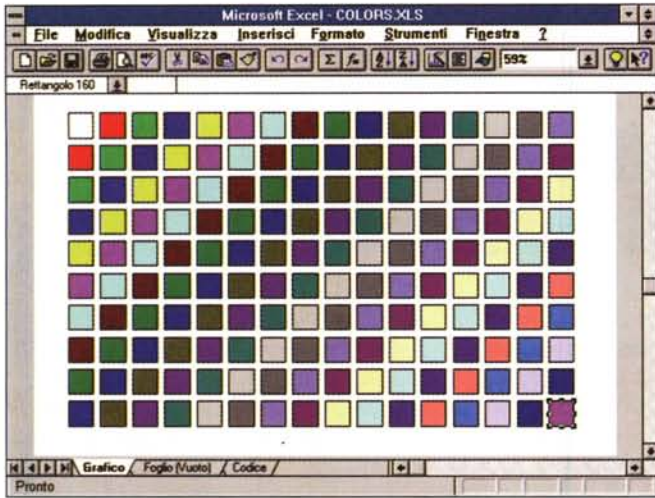 Microsoft Excel - COLORS.XLS
File Modifica Visualizza Inserisci Formato Strumenti Finestra ?
59%
Rettangolo 160
Grafico Foglio (Vuoto) Codice
Pronto